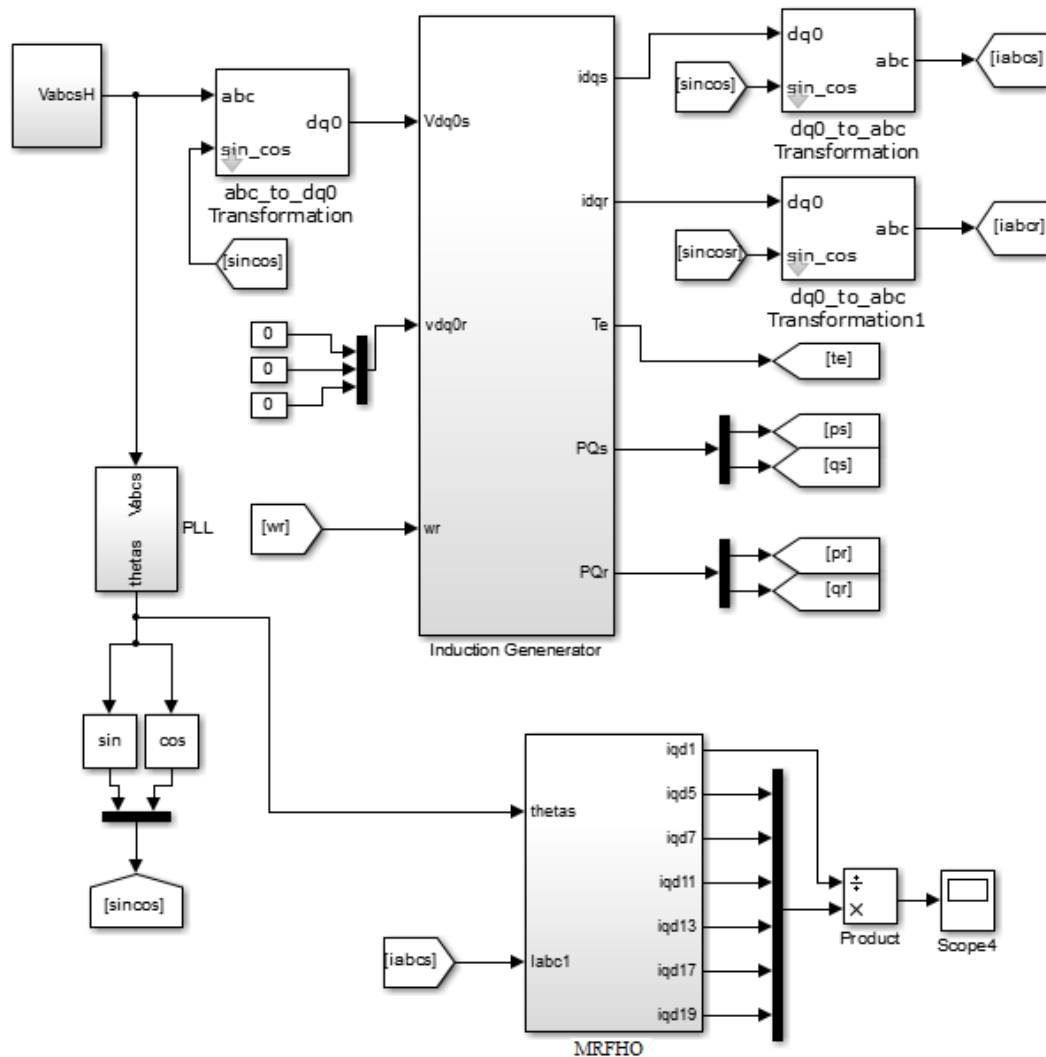 VabcsH
abc
dq0
sin_cos
abc_to_dq0
Transformation
[sincos]
0
0
0
[wr]
Vdq0s
vdq0r
wr
idqs
idqr
Te
PQs
PQr
Induction Genenerator
[sincos]
dq0
abc
sin_cos
dq0_to_abc
Transformation
[iabcs]
[sincosr]
dq0
abc
sin_cos
dq0_to_abc
Transformation1
[iabcr]
[te]
[ps]
[qs]
[pr]
[qr]
Vabcs
thetas
PLL
sin
cos
[sincos]
[iabcs]
thetas
Iabc1
iqd1
iqd5
iqd7
iqd11
iqd13
iqd17
iqd19
MRFHO
÷
×
Product
Scope4